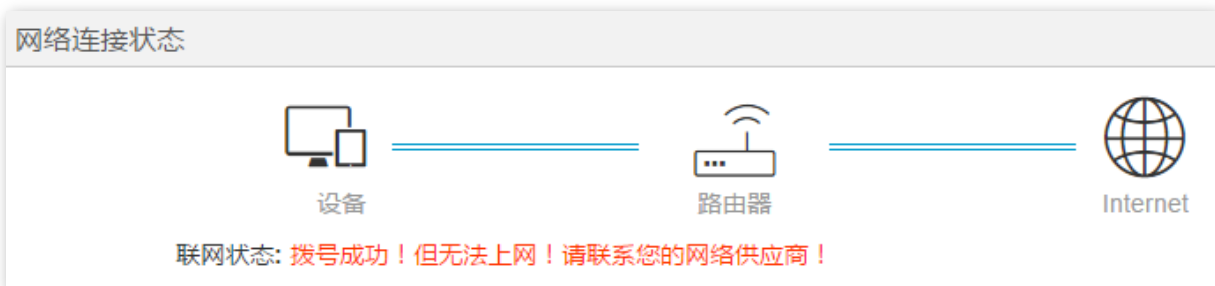 网络连接状态
设备
路由器
Internet
联网状态: 拨号成功！但无法上网！请联系您的网络供应商！